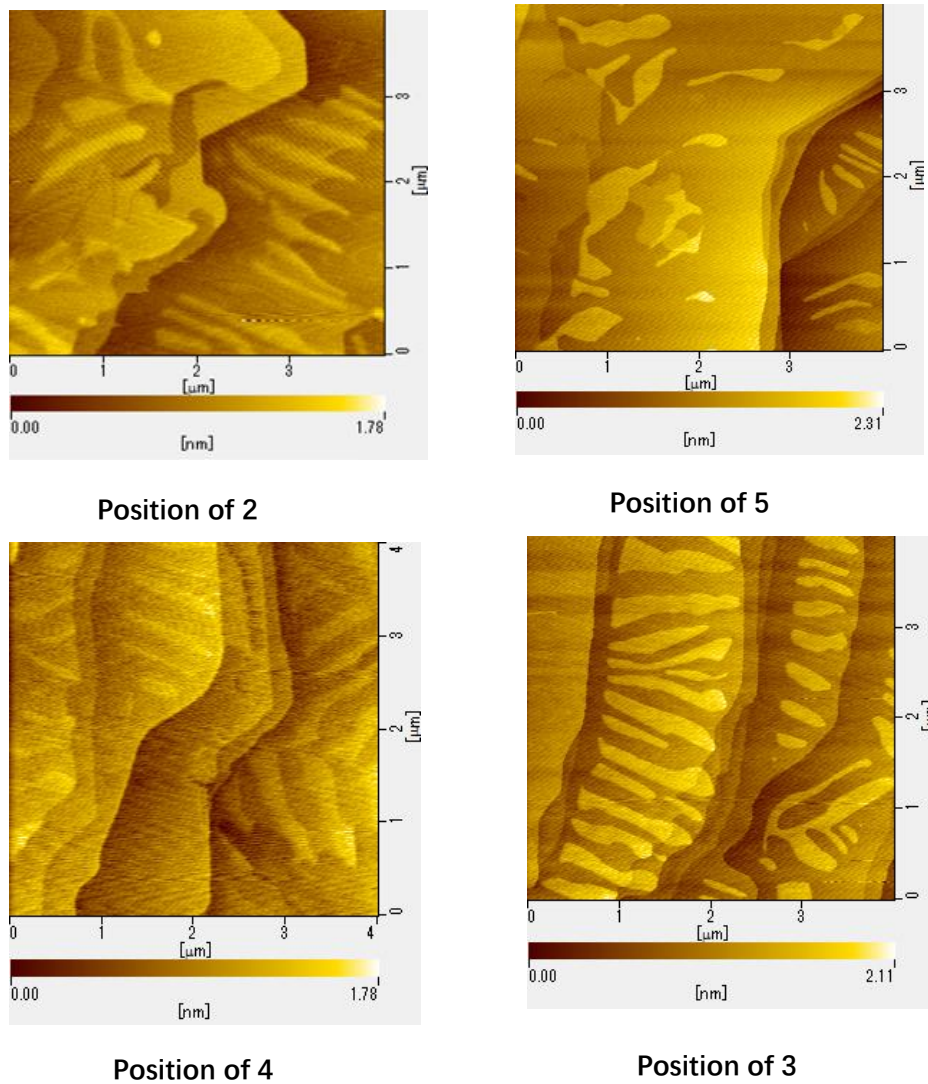 3
2
[μm]
1
0
0
1
2
3
[μm]
0.00
1.78
[nm]
Position of 2
3
2
[μm]
1
0
0
1
2
3
[μm]
0.00
2.31
[nm]
Position of 5
4
3
2
[μm]
1
0
0
1
2
3
4
[μm]
0.00
1.78
[nm]
Position of 4
3
2
[μm]
1
0
0
1
2
3
[μm]
0.00
2.11
[nm]
Position of 3